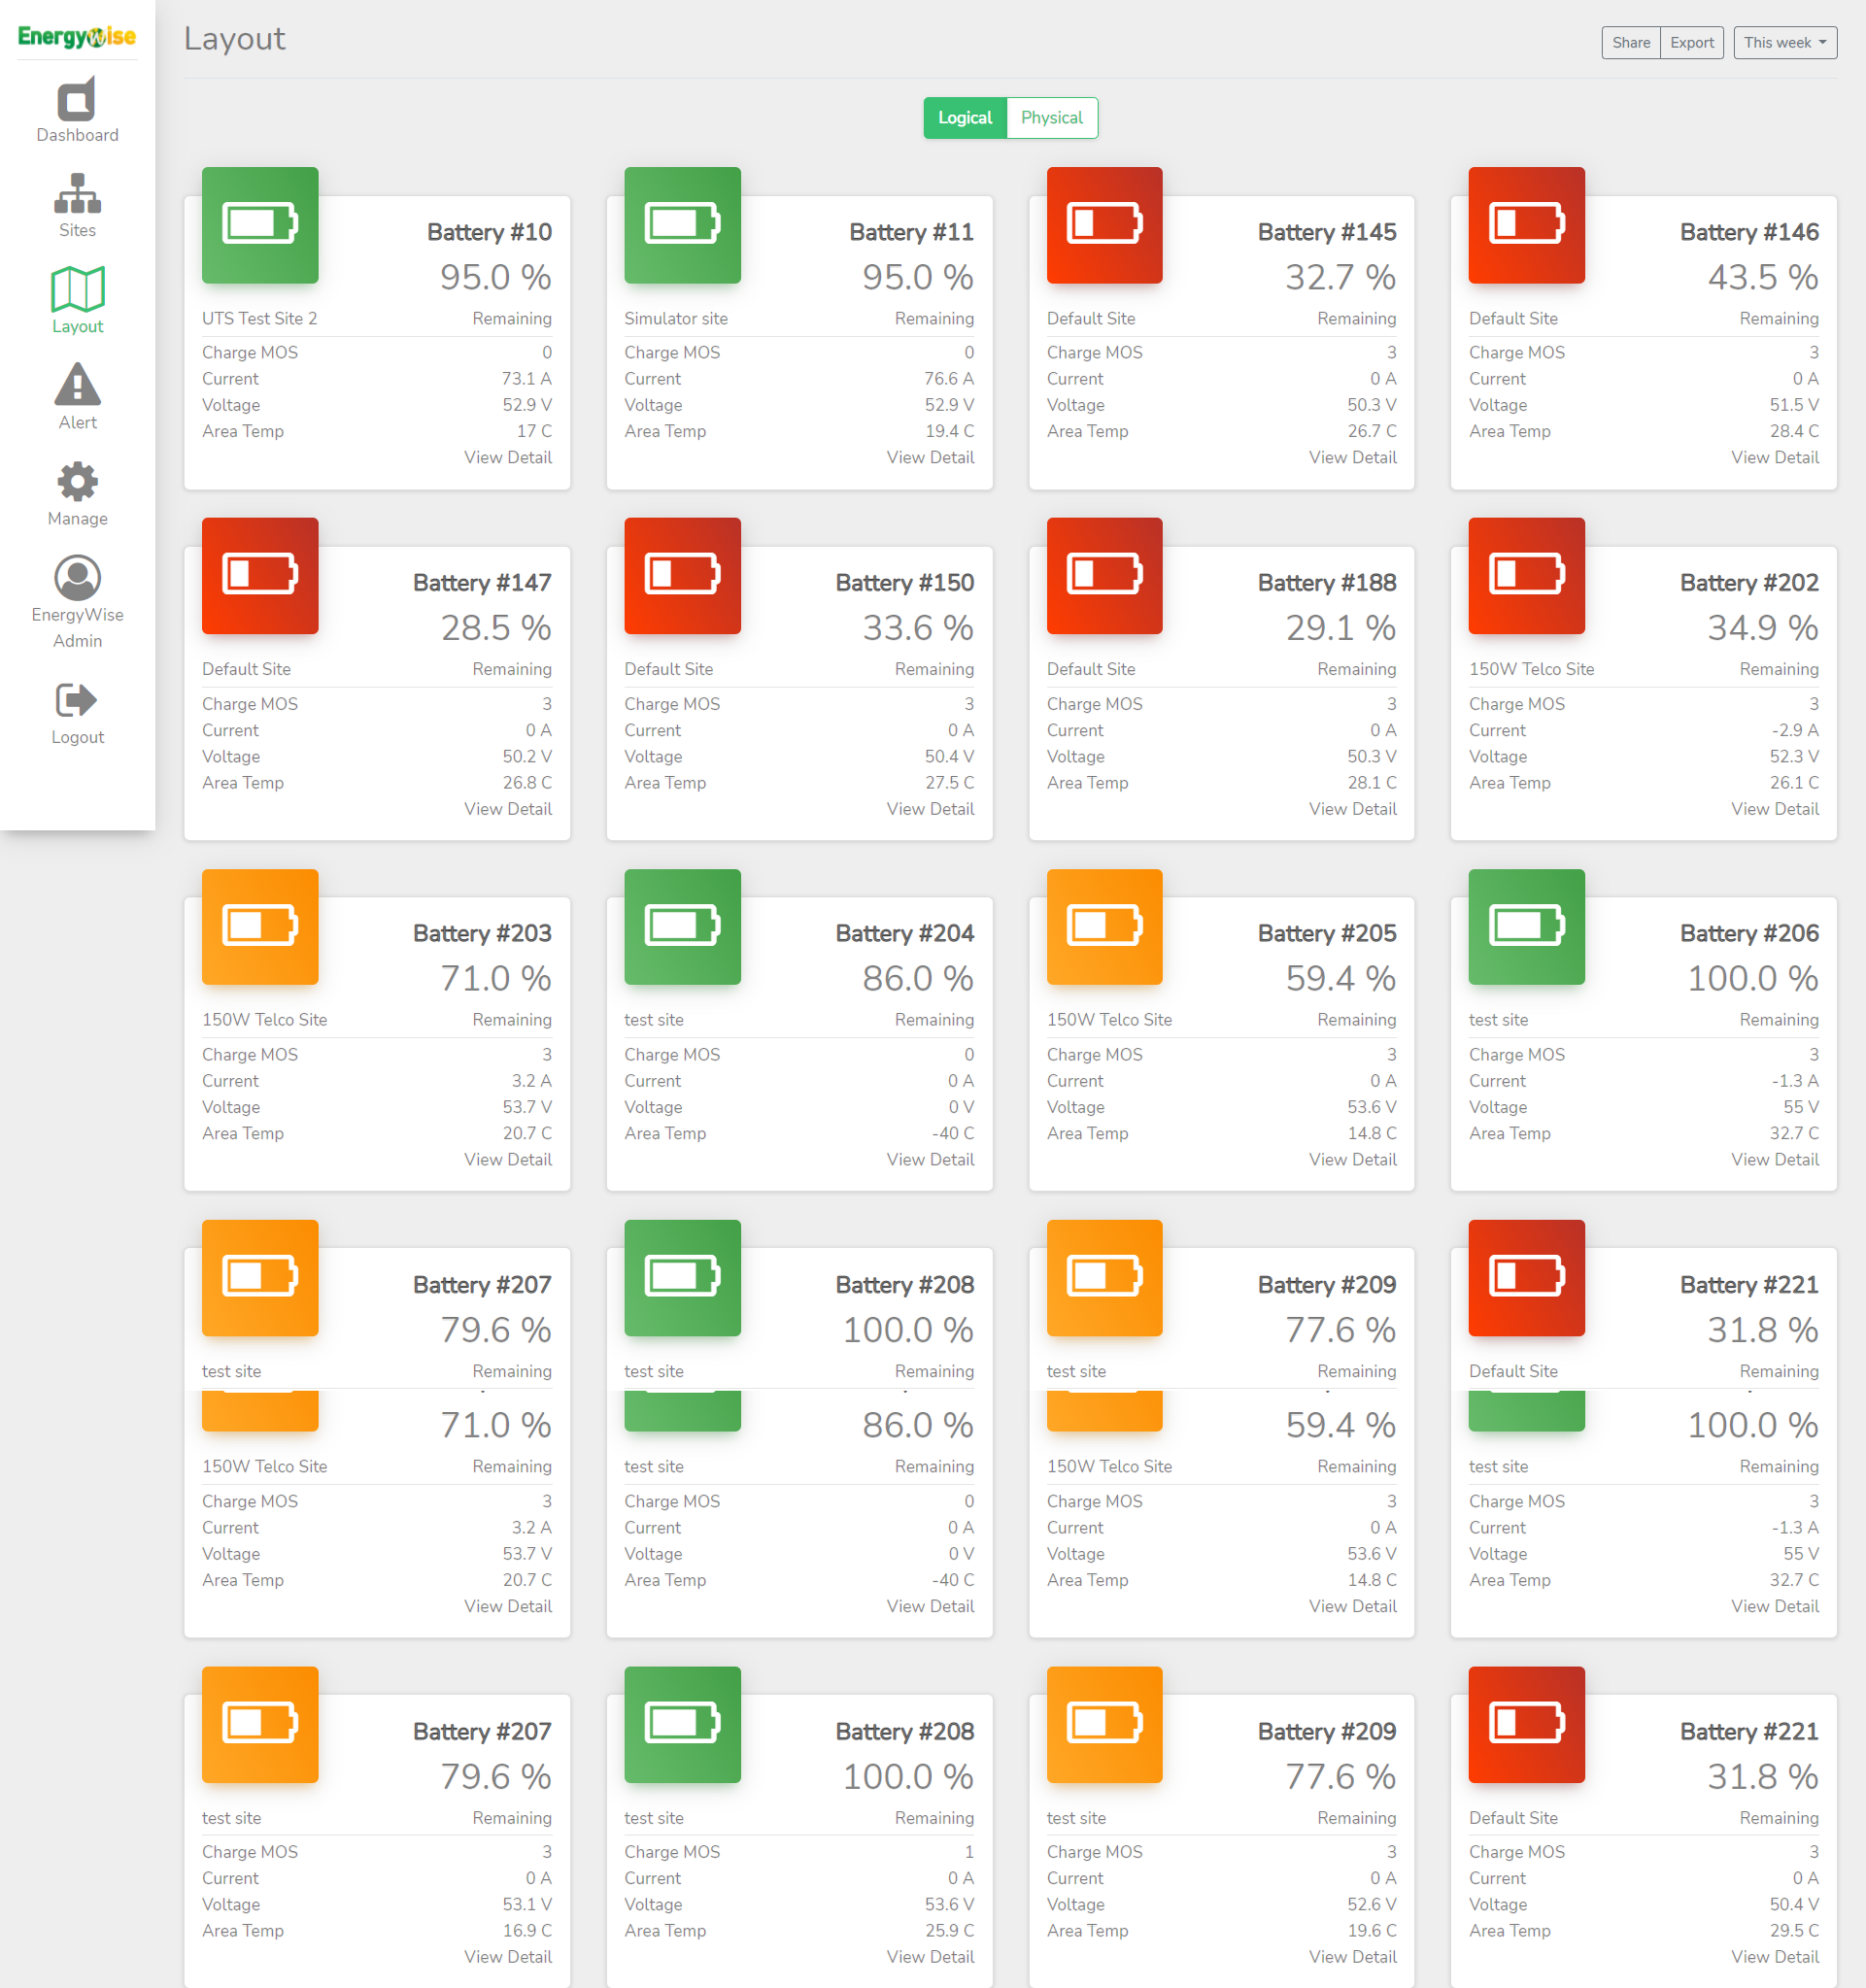 EnergyWise
Dashboard
Sites
Layout
Alert
Manage
EnergyWise
Admin
Logout
Layout
Share Export This week
Logical Physical
Battery #10
95.0 %
UTS Test Site 2 Remaining
Charge MOS 0
Current 73.1 A
Voltage 52.9 V
Area Temp 17 C
View Detail
Battery #11
95.0 %
Simulator site Remaining
Charge MOS 0
Current 76.6 A
Voltage 52.9 V
Area Temp 19.4 C
View Detail
Battery #145
32.7 %
Default Site Remaining
Charge MOS 3
Current 0 A
Voltage 50.3 V
Area Temp 26.7 C
View Detail
Battery #146
43.5 %
Default Site Remaining
Charge MOS 3
Current 0 A
Voltage 51.5 V
Area Temp 28.4 C
View Detail
Battery #147
28.5 %
Default Site Remaining
Charge MOS 3
Current 0 A
Voltage 50.2 V
Area Temp 26.8 C
View Detail
Battery #150
33.6 %
Default Site Remaining
Charge MOS 3
Current 0 A
Voltage 50.4 V
Area Temp 27.5 C
View Detail
Battery #188
29.1 %
Default Site Remaining
Charge MOS 3
Current 0 A
Voltage 50.3 V
Area Temp 28.1 C
View Detail
Battery #202
34.9 %
150W Telco Site Remaining
Charge MOS 3
Current -2.9 A
Voltage 52.3 V
Area Temp 26.1 C
View Detail
Battery #203
71.0 %
150W Telco Site Remaining
Charge MOS 3
Current 3.2 A
Voltage 53.7 V
Area Temp 20.7 C
View Detail
Battery #204
86.0 %
test site Remaining
Charge MOS 0
Current 0 A
Voltage 0 V
Area Temp -40 C
View Detail
Battery #205
59.4 %
150W Telco Site Remaining
Charge MOS 3
Current 0 A
Voltage 53.6 V
Area Temp 14.8 C
View Detail
Battery #206
100.0 %
test site Remaining
Charge MOS 3
Current -1.3 A
Voltage 55 V
Area Temp 32.7 C
View Detail
Battery #207
79.6 %
test site Remaining
71.0 %
150W Telco Site Remaining
Charge MOS 3
Current 3.2 A
Voltage 53.7 V
Area Temp 20.7 C
View Detail
Battery #208
100.0 %
test site Remaining
86.0 %
test site Remaining
Charge MOS 0
Current 0 A
Voltage 0 V
Area Temp -40 C
View Detail
Battery #209
77.6 %
test site Remaining
59.4 %
150W Telco Site Remaining
Charge MOS 3
Current 0 A
Voltage 53.6 V
Area Temp 14.8 C
View Detail
Battery #221
31.8 %
Default Site Remaining
100.0 %
test site Remaining
Charge MOS 3
Current -1.3 A
Voltage 55 V
Area Temp 32.7 C
View Detail
Battery #207
79.6 %
test site Remaining
Charge MOS 3
Current 0 A
Voltage 53.1 V
Area Temp 16.9 C
View Detail
Battery #208
100.0 %
test site Remaining
Charge MOS 1
Current 0 A
Voltage 53.6 V
Area Temp 25.9 C
View Detail
Battery #209
77.6 %
test site Remaining
Charge MOS 3
Current 0 A
Voltage 52.6 V
Area Temp 19.6 C
View Detail
Battery #221
31.8 %
Default Site Remaining
Charge MOS 3
Current 0 A
Voltage 50.4 V
Area Temp 29.5 C
View Detail